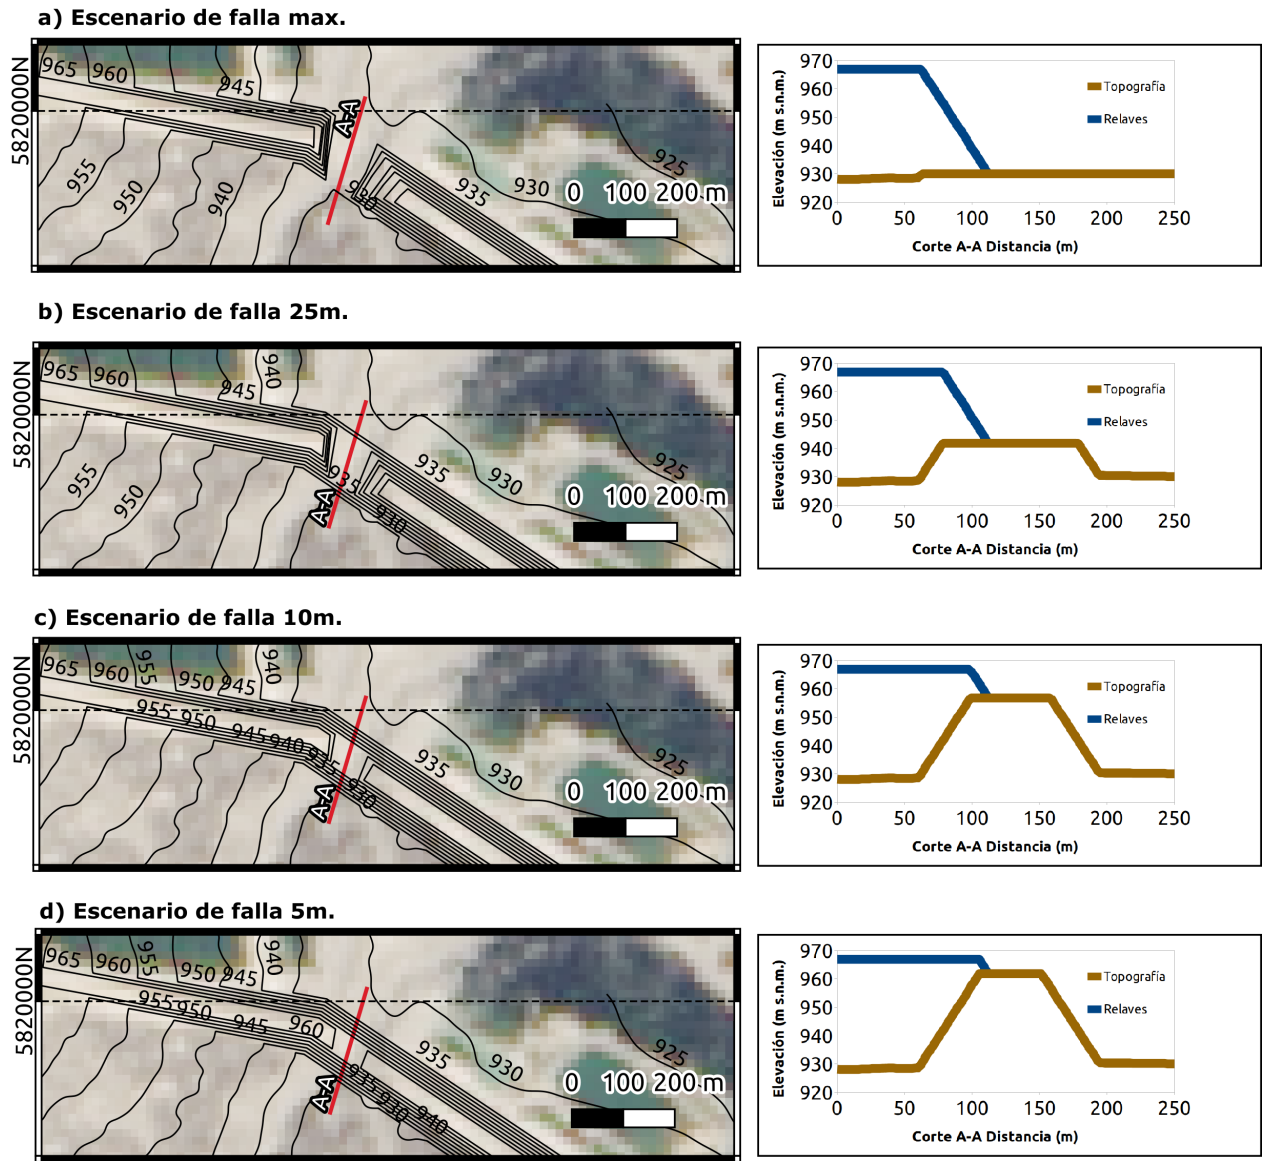 a) Escenario de falla max.
5820000N
965 960 945
955 950 940
A-A
930 935 930 925
0 100 200 m
Elevación (m s.n.m.)
970
960
950
940
930
920
0 50 100 150 200 250
Corte A-A Distancia (m)
Topografía
Relaves
b) Escenario de falla 25m.
5820000N
965 960 945 940
955 950
935
A-A
930 935 930 925
0 100 200 m
Elevación (m s.n.m.)
970
960
950
940
930
920
0 50 100 150 200 250
Corte A-A Distancia (m)
Topografía
Relaves
c) Escenario de falla 10m.
5820000N
965 960 955 950 945 940
955 950 945 940 935
A-A
930 935 930 925
0 100 200 m
Elevación (m s.n.m.)
970
960
950
940
930
920
0 50 100 150 200 250
Corte A-A Distancia (m)
Topografía
Relaves
d) Escenario de falla 5m.
5820000N
965 960 955 950 945 940
955 950 945 960
A-A
935 930 940 935 930 925
0 100 200 m
Elevación (m s.n.m.)
970
960
950
940
930
920
0 50 100 150 200 250
Corte A-A Distancia (m)
Topografía
Relaves